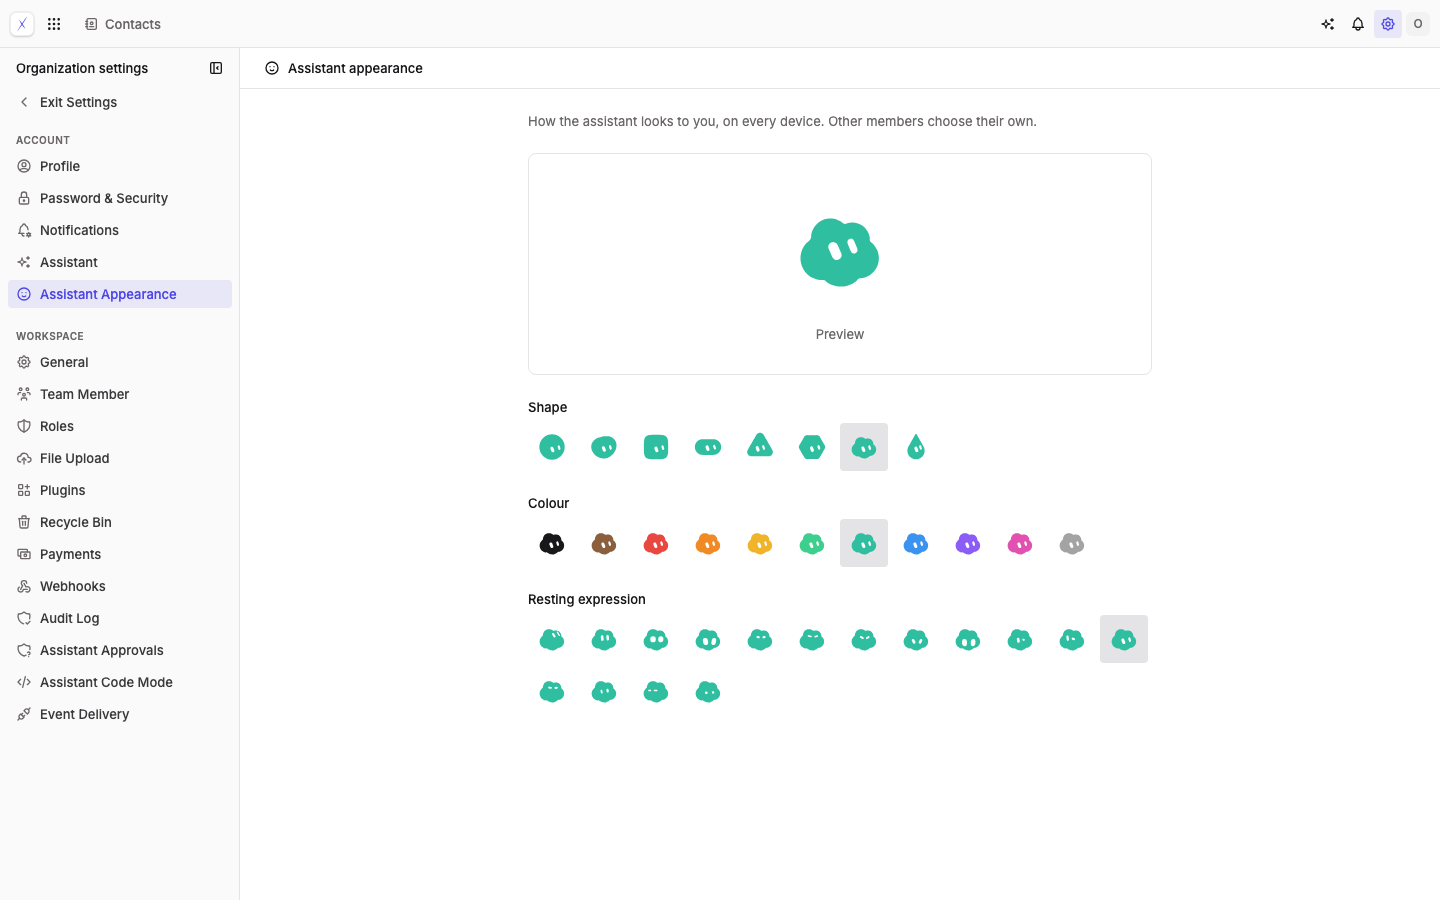 Contacts
O
Organization settings
Exit Settings
ACCOUNT
Profile
Password & Security
Notifications
Assistant
Assistant Appearance
WORKSPACE
General
Team Member
Roles
File Upload
Plugins
Recycle Bin
Payments
Webhooks
Audit Log
Assistant Approvals
Assistant Code Mode
Event Delivery
Assistant appearance
How the assistant looks to you, on every device. Other members choose their own.
Preview
Shape
Colour
Resting expression